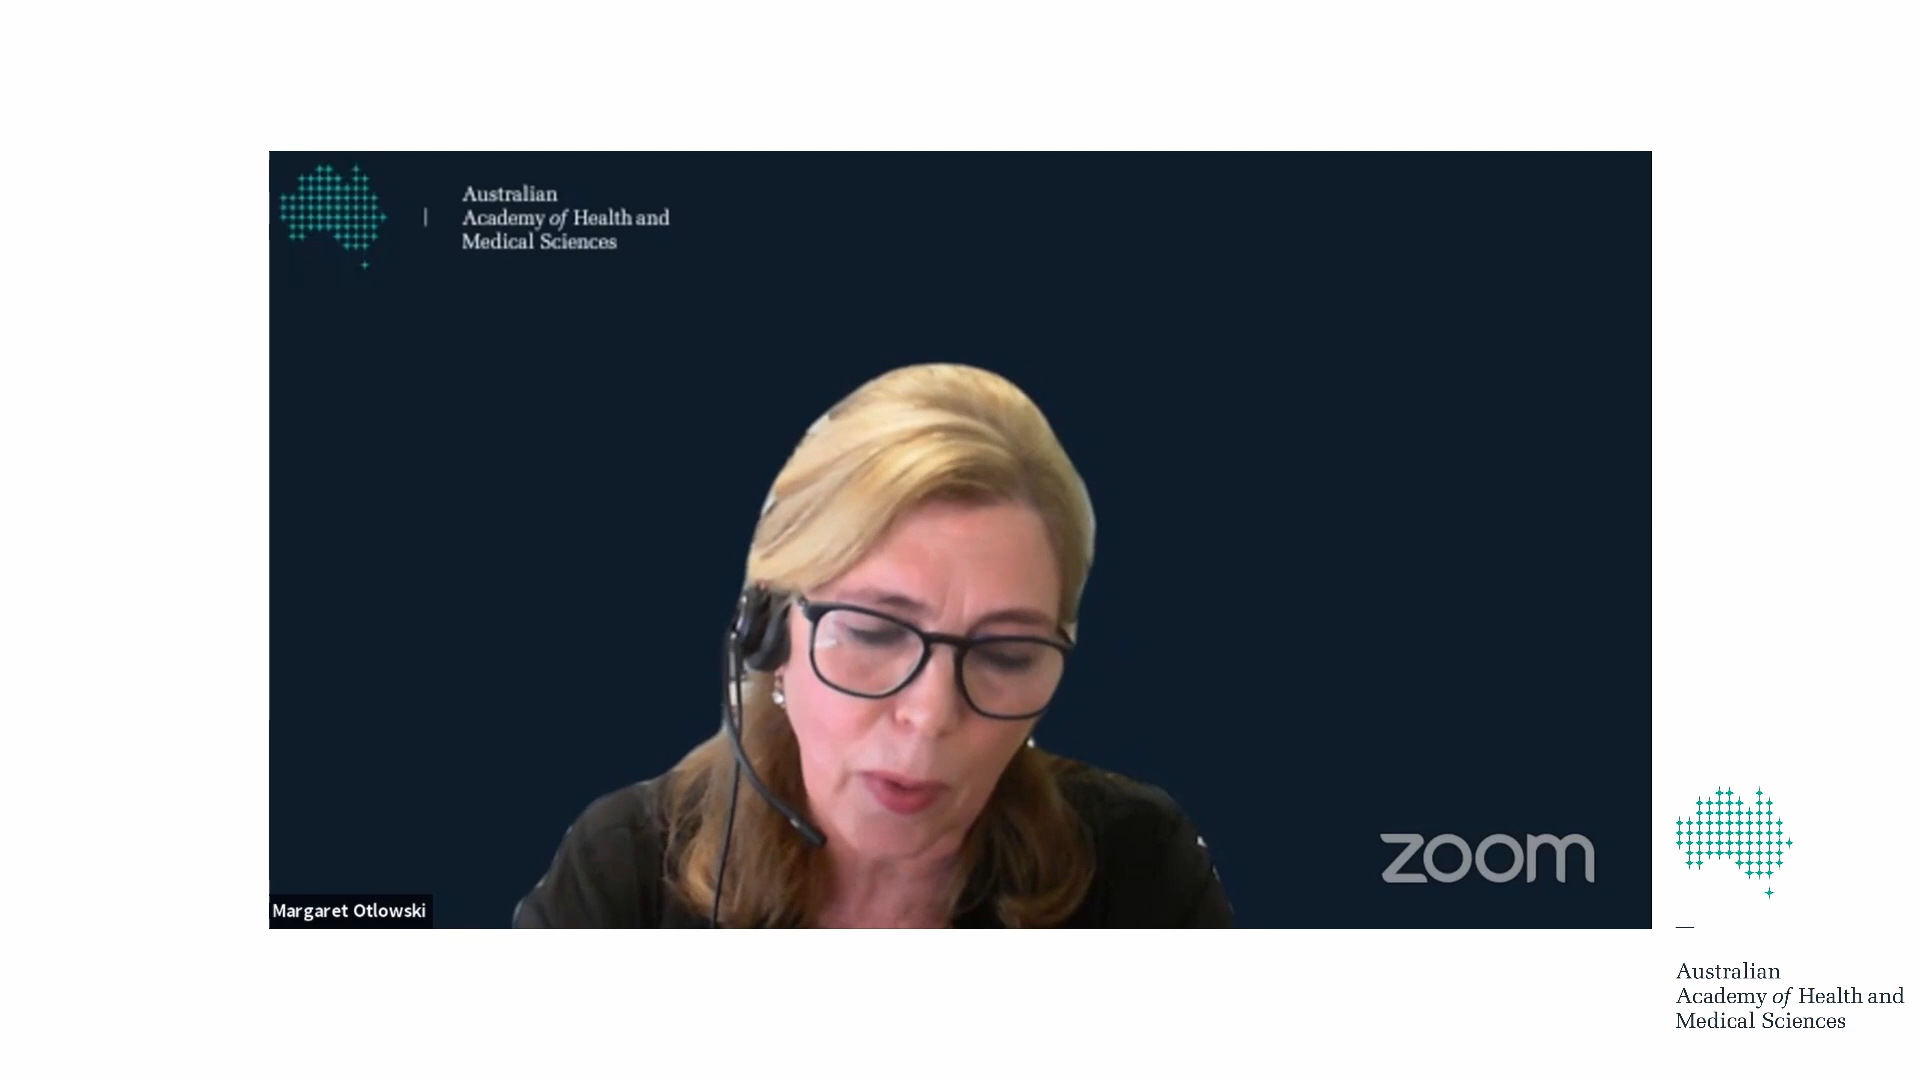 Australian
Academy of Health and
Medical Sciences
zoom
Margaret Otlowski
Australian
Academy of Health and
Medical Sciences